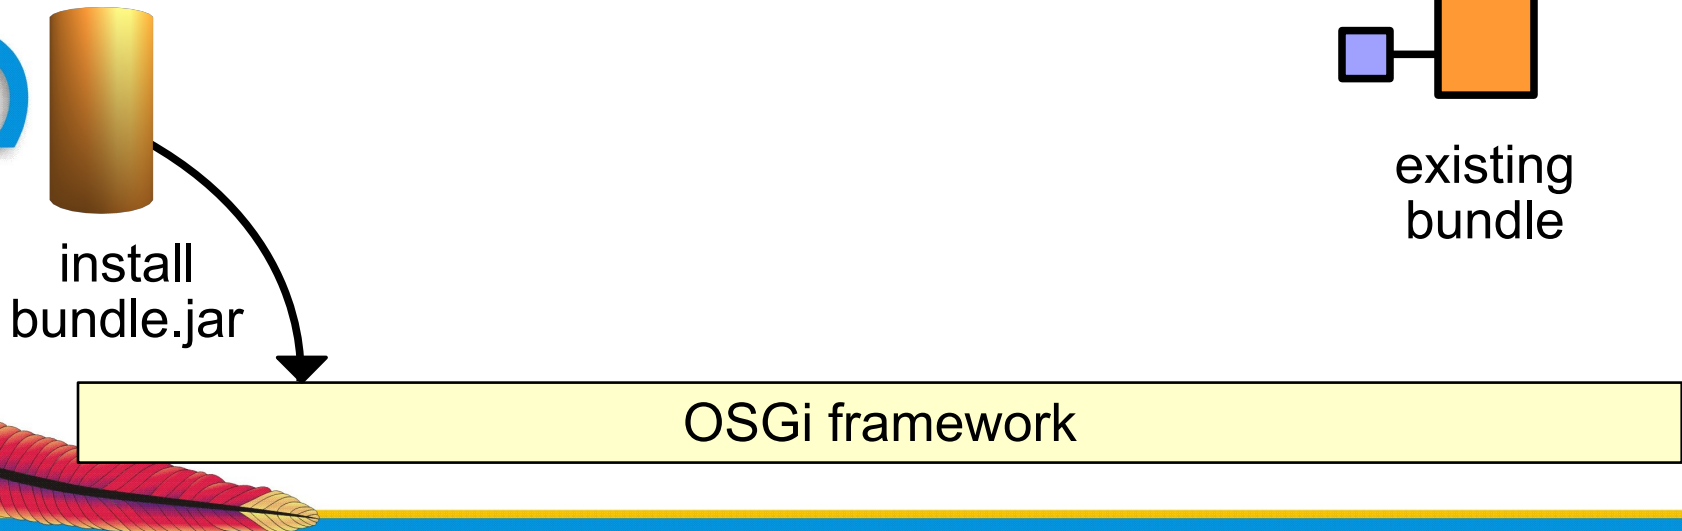 existing
bundle
install
bundle.jar
OSGi framework